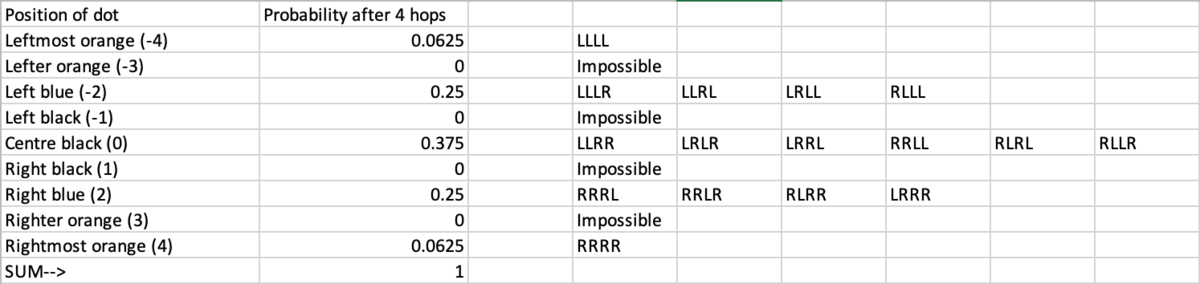 Position of dot Probability after 4 hops
Leftmost orange (-4) 0.0625 LLLL
Lefter orange (-3) 0 Impossible
Left blue (-2) 0.25 LLLR LLRL LRLL RLLL
Left black (-1) 0 Impossible
Centre black (0) 0.375 LLRR LRLR LRRL RRLL RLRL RLLR
Right black (1) 0 Impossible
Right blue (2) 0.25 RRRL RRLR RLRR LRRR
Righter orange (3) 0 Impossible
Rightmost orange (4) 0.0625 RRRR
SUM--> 1